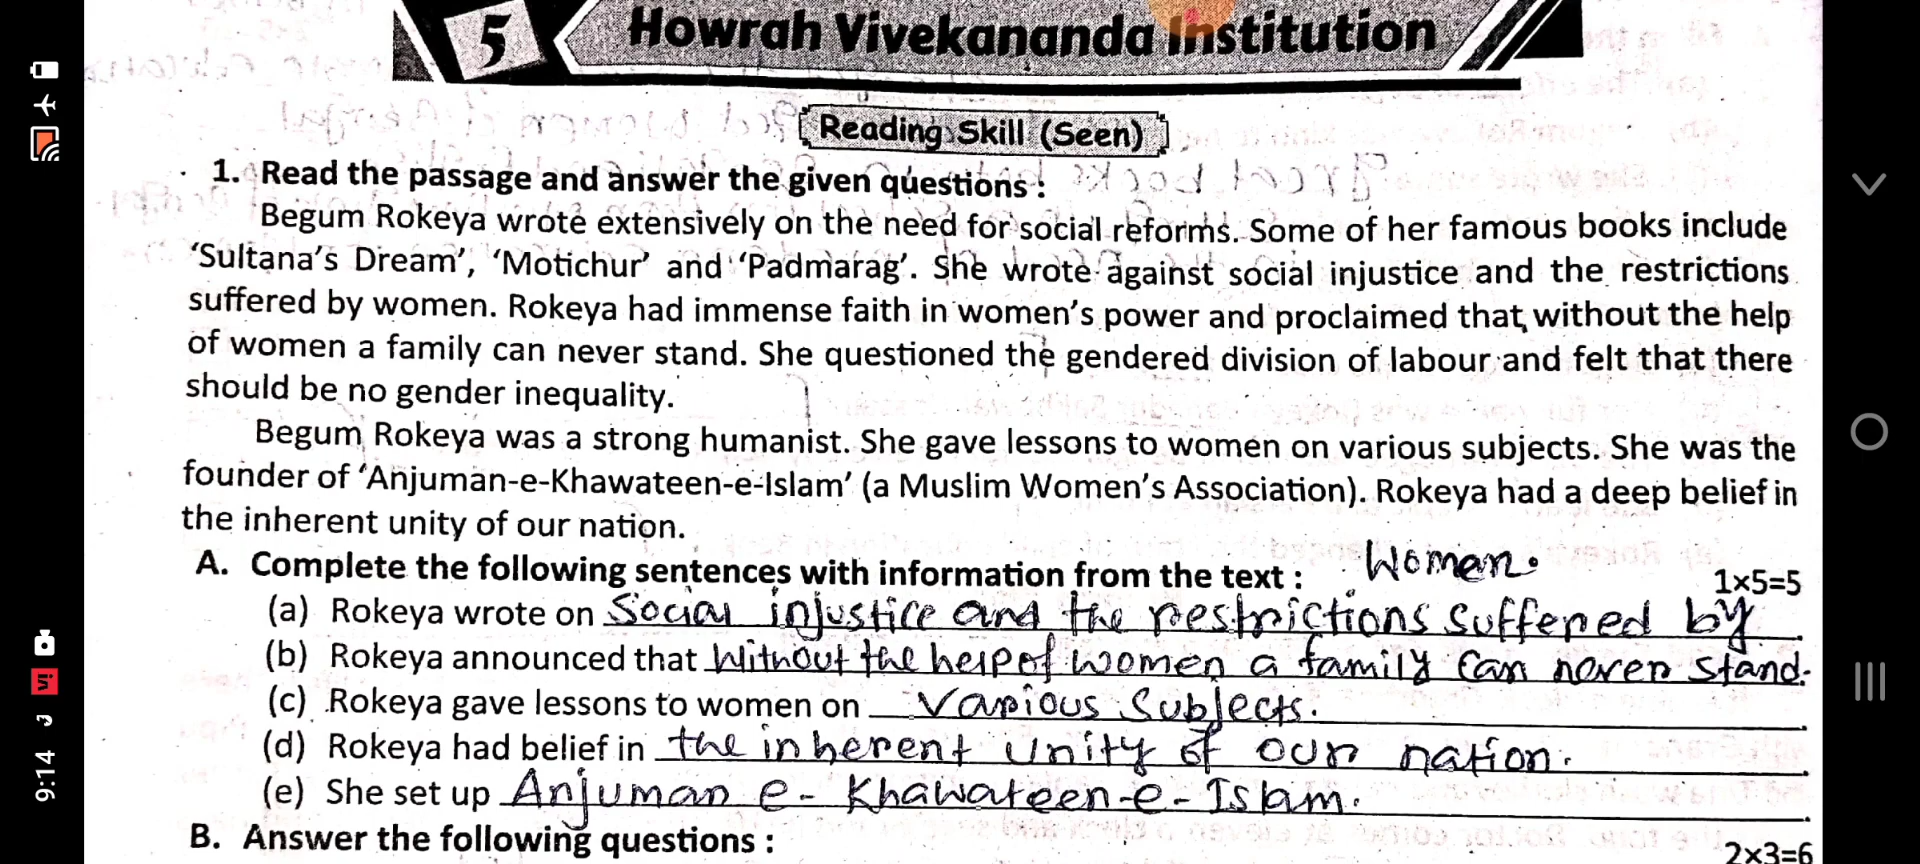 5 Howrah Vivekananda Institution
Reading Skill (Seen)
1. Read the passage and answer the given questions :
Begum Rokeya wrote extensively on the need for social reforms. Some of her famous books include
‘Sultana’s Dream’, ‘Motichur’ and ‘Padmarag’. She wrote against social injustice and the restrictions
suffered by women. Rokeya had immense faith in women’s power and proclaimed that, without the help
of women a family can never stand. She questioned the gendered division of labour and felt that there
should be no gender inequality.
Begum Rokeya was a strong humanist. She gave lessons to women on various subjects. She was the
founder of ‘Anjuman-e-Khawateen-e-Islam’ (a Muslim Women’s Association). Rokeya had a deep belief in
the inherent unity of our nation.
A. Complete the following sentences with information from the text : Women. 1×5=5
(a) Rokeya wrote on Social injustice and the restrictions suffered by
(b) Rokeya announced that Without the help of women a family can never stand.
(c) Rokeya gave lessons to women on various Subjects.
(d) Rokeya had belief in the inherent unity of our nation.
(e) She set up Anjuman e- Khawateen-e-Islam.
B. Answer the following questions : 2×3=6
9:14